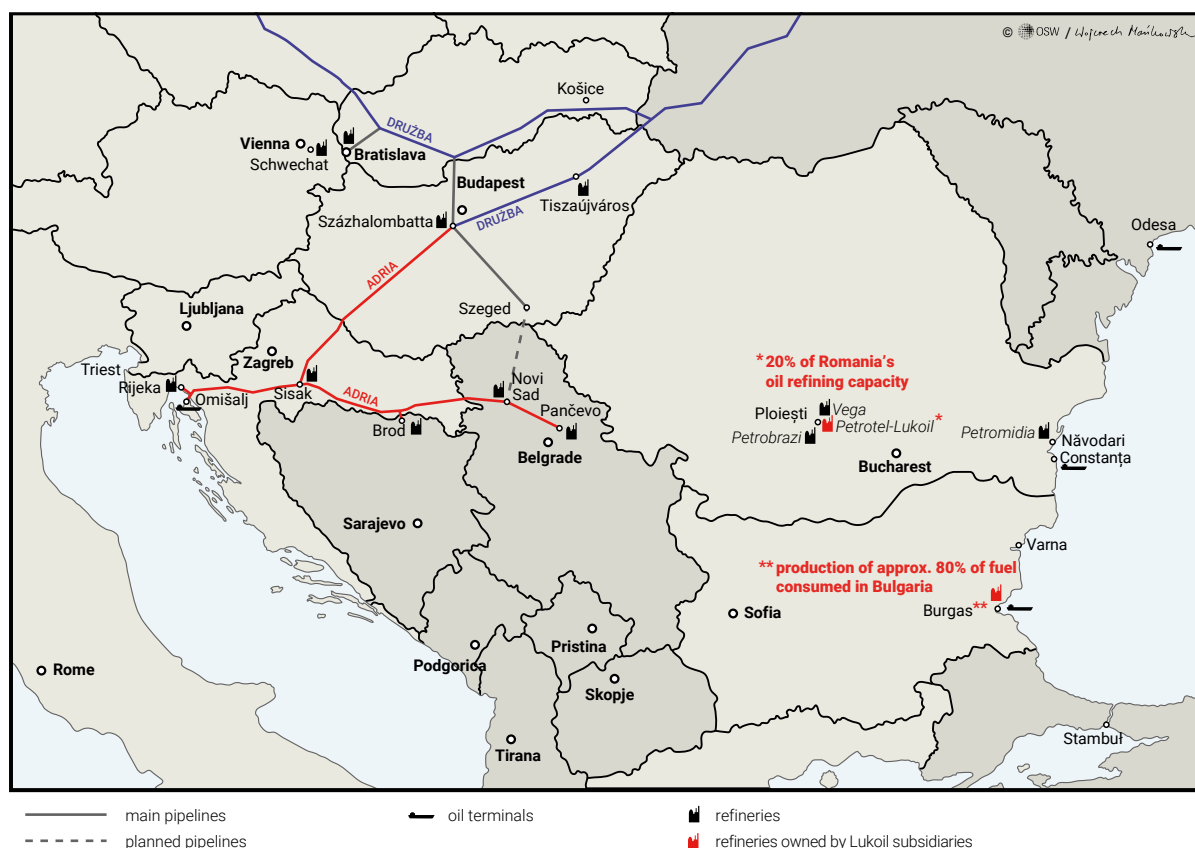 © OSW / Wojciech Mańkowski
Košice
DRUŽBA
Vienna
Schwechat
Bratislava
Budapest
Tiszaújváros
Százhalombatta
DRUŽBA
Odesa
ADRIA
Szeged
Ljubljana
Zagreb
Triest
Rijeka
Omišalj
Sisak
ADRIA
Novi
Sad
Pančevo
Brod
Belgrade
* 20% of Romania's
oil refining capacity
Ploiești
Vega
Petrotel-Lukoil *
Petrobrazi
Petromidia
Năvodari
Constanța
Bucharest
Sarajevo
Varna
** production of approx. 80% of fuel
consumed in Bulgaria
Burgas**
Sofia
Pristina
Podgorica
Skopje
Rome
Tirana
Stambuł
main pipelines
planned pipelines
oil terminals
refineries
refineries owned by Lukoil subsidiaries